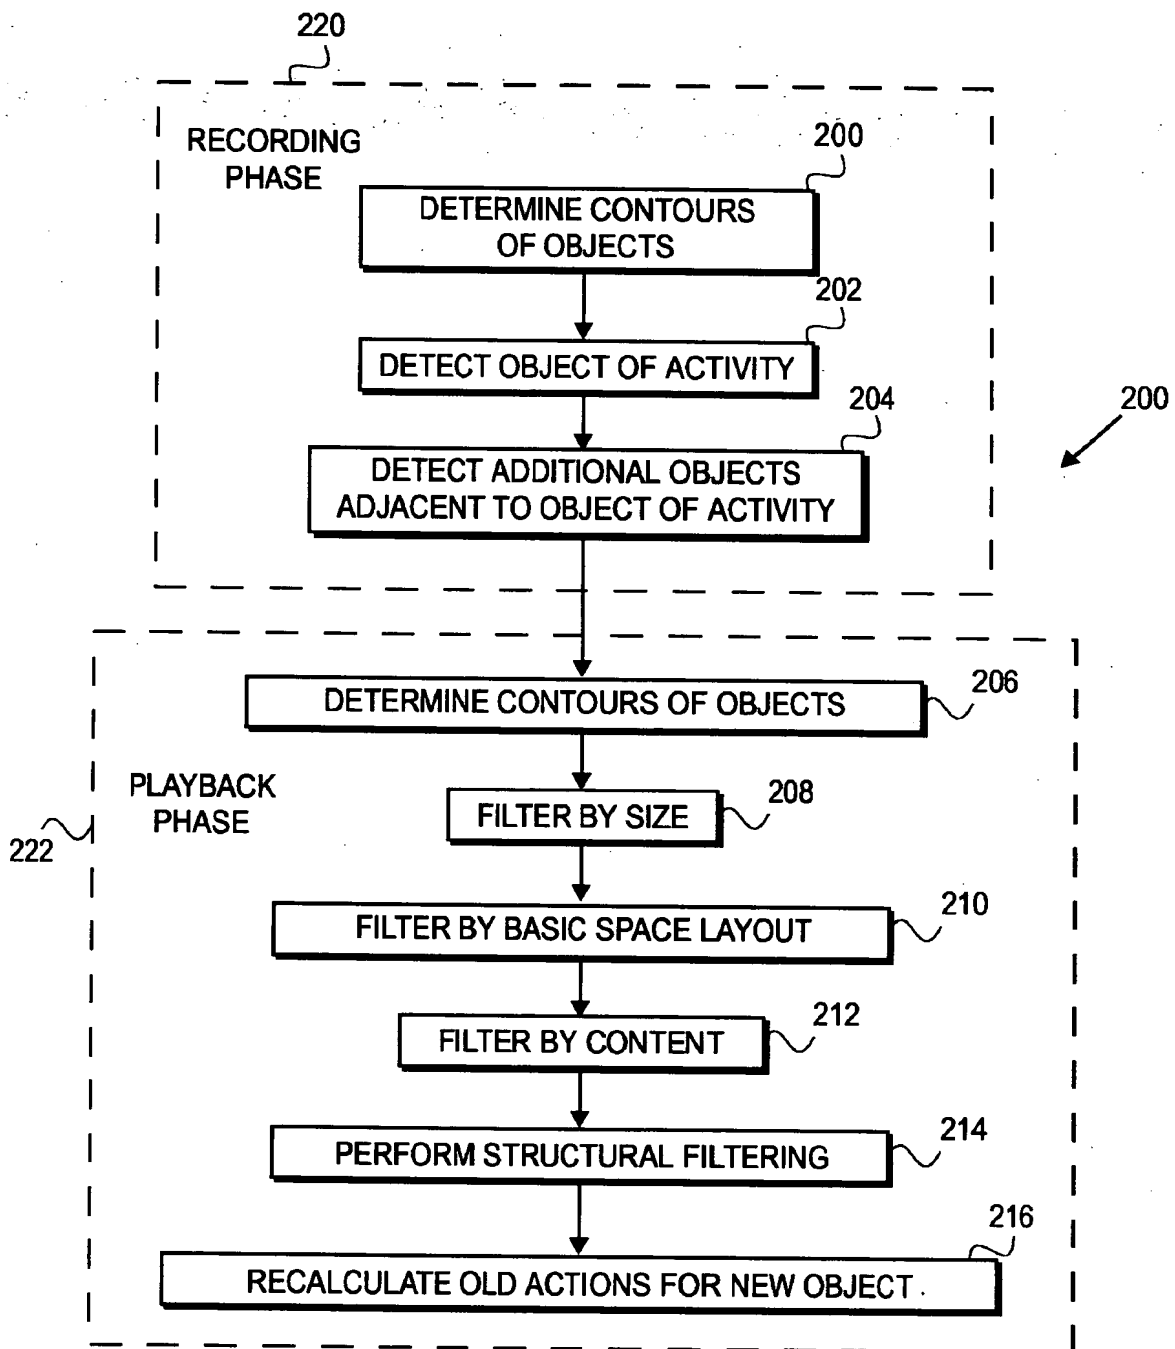 220
RECORDING
PHASE
200
DETERMINE CONTOURS
OF OBJECTS
202
DETECT OBJECT OF ACTIVITY
204
DETECT ADDITIONAL OBJECTS
ADJACENT TO OBJECT OF ACTIVITY
200
206
DETERMINE CONTOURS OF OBJECTS
PLAYBACK
PHASE
222
208
FILTER BY SIZE
210
FILTER BY BASIC SPACE LAYOUT
212
FILTER BY CONTENT
214
PERFORM STRUCTURAL FILTERING
216
RECALCULATE OLD ACTIONS FOR NEW OBJECT